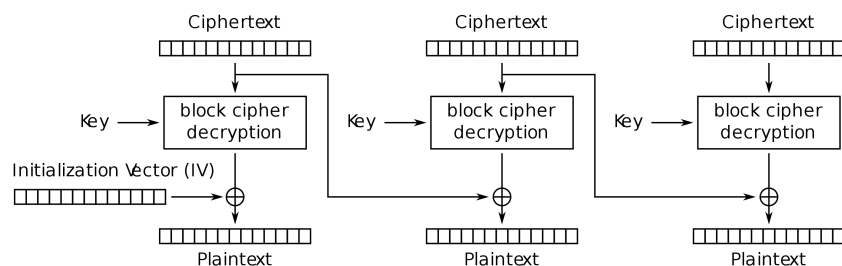 Ciphertext
Ciphertext
Ciphertext
Key
block cipher
decryption
Key
block cipher
decryption
Key
block cipher
decryption
Initialization Vector (IV)
Plaintext
Plaintext
Plaintext